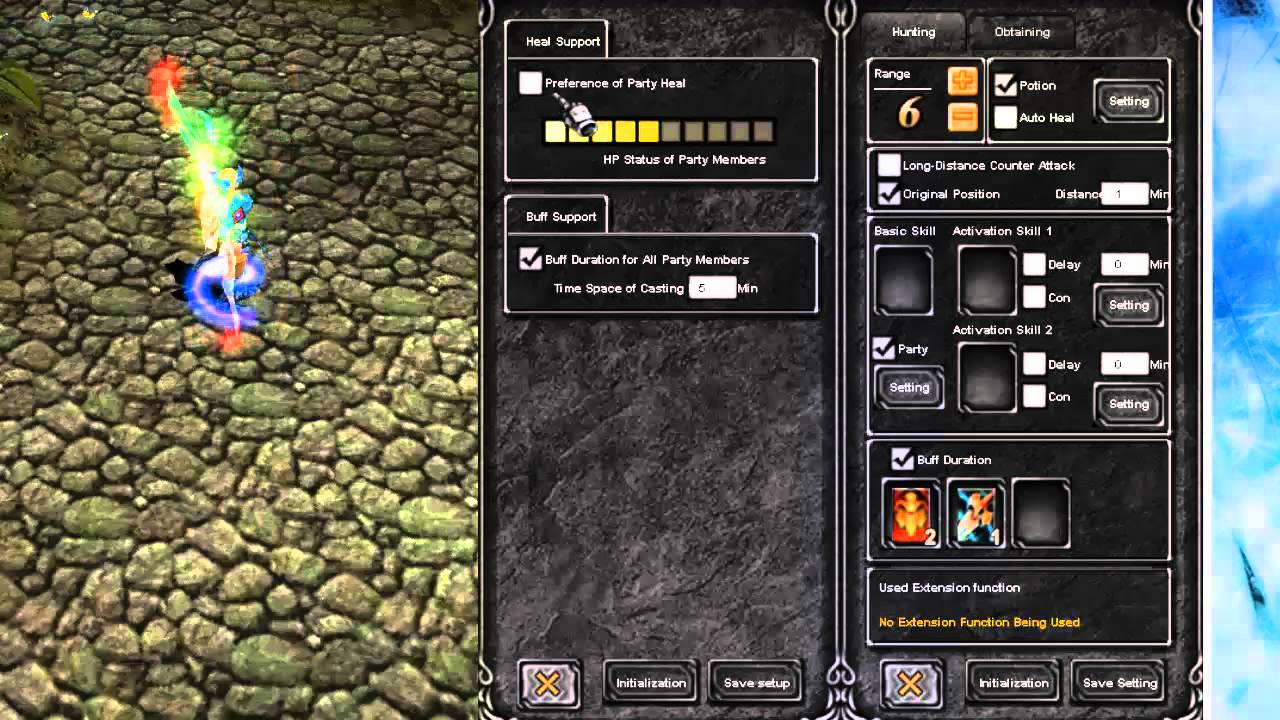 Heal Support
Preference of Party Heal
HP Status of Party Members
Buff Support
Buff Duration for All Party Members
Time Space of Casting 5 Min
Initialization
Save setup
Hunting
Obtaining
Range
6
Potion
Auto Heal
Setting
Long-Distance Counter Attack
Original Position
Distance 1 Min
Basic Skill
Activation Skill 1
Delay 0 Min
Con
Setting
Activation Skill 2
Party
Delay 0 Min
Setting
Con
Setting
Buff Duration
2
1
Used Extension function
No Extension Function Being Used
Initialization
Save Setting